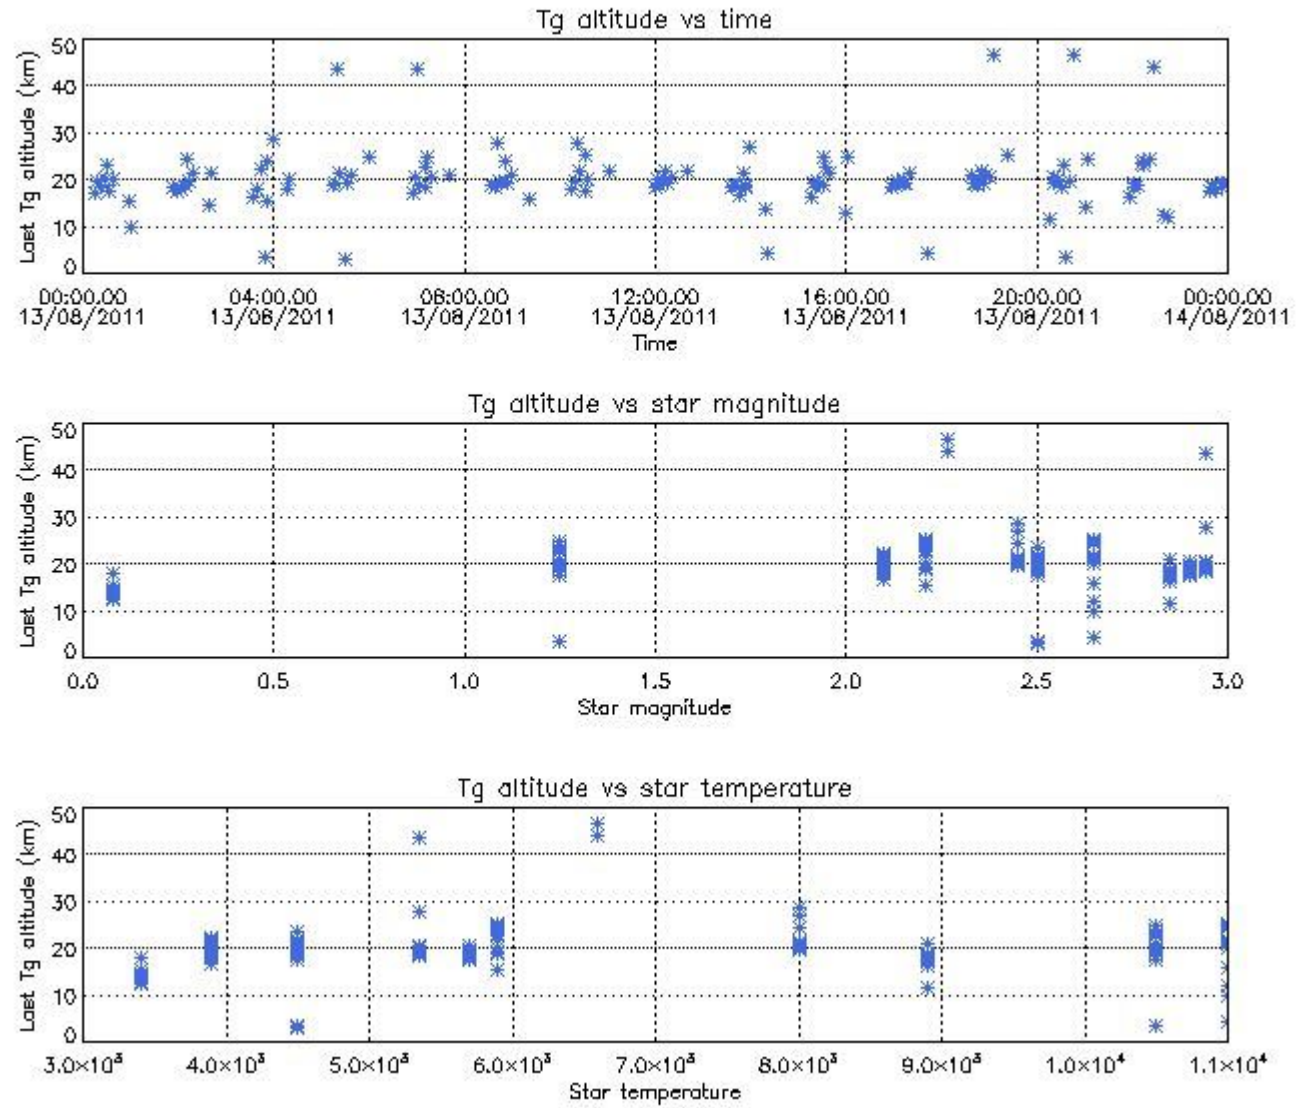 Tg altitude vs time
Last Tg altitude (km)
50
40
30
20
10
0
00:00.00 04:00.00 08:00.00 12:00.00 16:00.00 20:00.00 00:00.00
13/08/2011 13/08/2011 13/08/2011 13/08/2011 13/08/2011 13/08/2011 14/08/2011
Time
Tg altitude vs star magnitude
Last Tg altitude (km)
50
40
30
20
10
0
0.0 0.5 1.0 1.5 2.0 2.5 3.0
Star magnitude
Tg altitude vs star temperature
Last Tg altitude (km)
50
40
30
20
10
0
3.0×10³ 4.0×10³ 5.0×10³ 6.0×10³ 7.0×10³ 8.0×10³ 9.0×10³ 1.0×10⁴ 1.1×10⁴
Star temperature